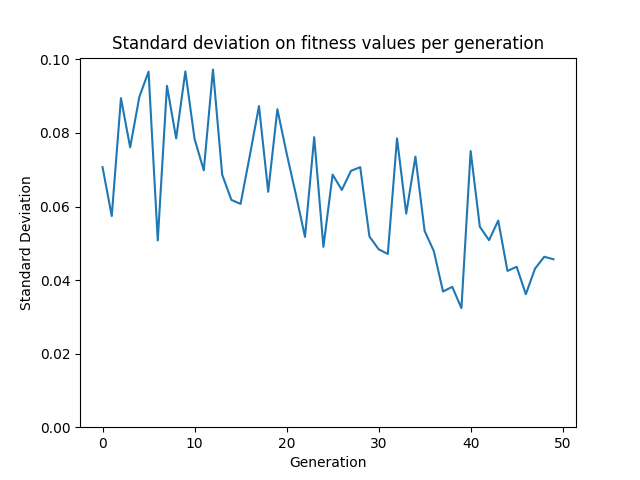 Standard deviation on fitness values per generation
Standard Deviation
0.10
0.08
0.06
0.04
0.02
0.00
0 10 20 30 40 50
Generation